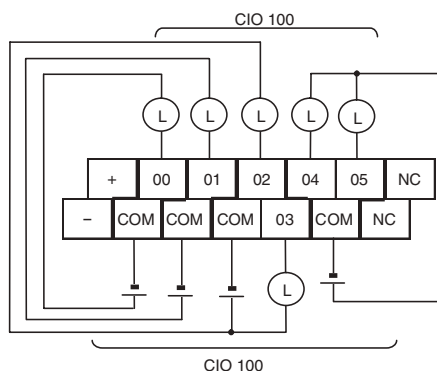 CIO 100
L L L L L
+ 00 01 02 04 05 NC
− COM COM COM 03 COM NC
L
CIO 100